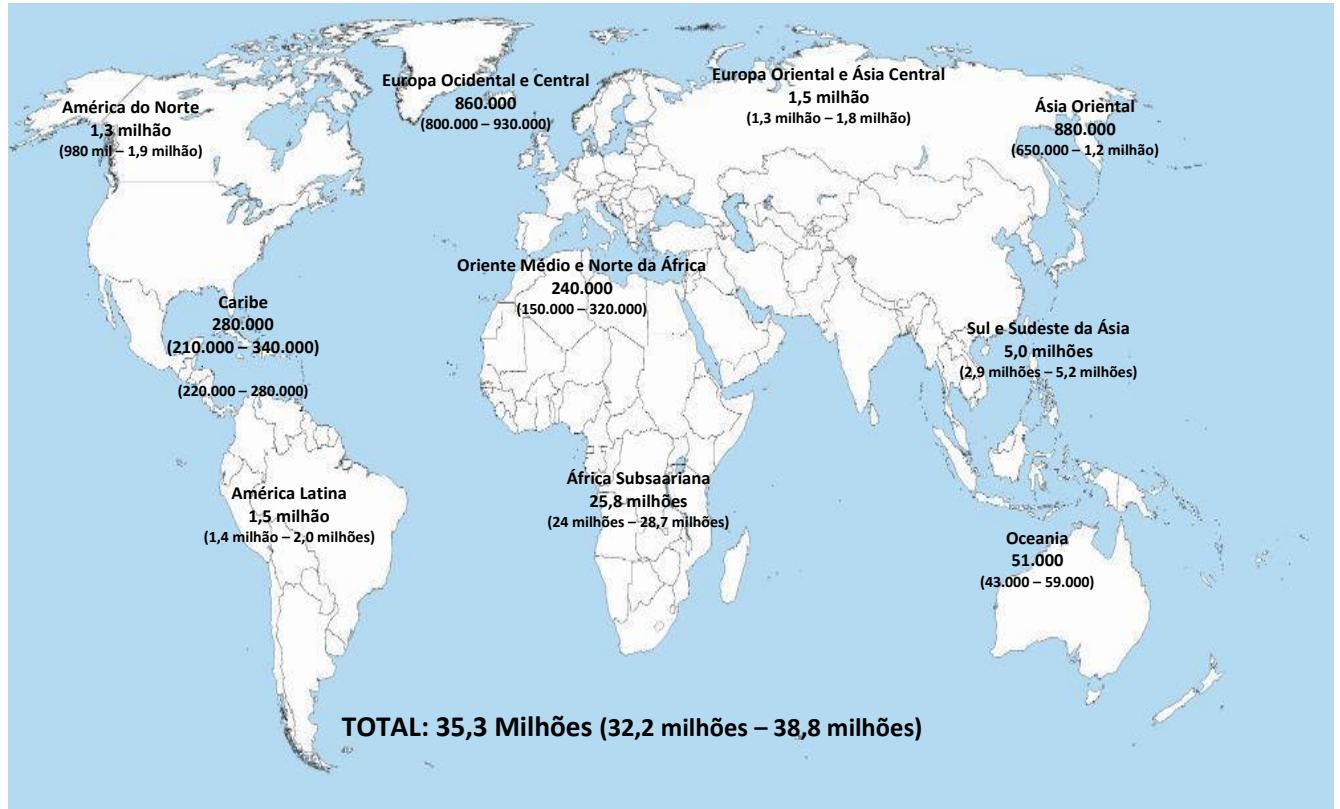 Europa Ocidental e Central
860.000
(800.000 – 930.000)
Europa Oriental e Ásia Central
1,5 milhão
(1,3 milhão – 1,8 milhão)
América do Norte
1,3 milhão
(980 mil – 1,9 milhão)
Ásia Oriental
880.000
(650.000 – 1,2 milhão)
Oriente Médio e Norte da África
240.000
(150.000 – 320.000)
Caribe
280.000
(210.000 – 340.000)
(220.000 – 280.000)
Sul e Sudeste da Ásia
5,0 milhões
(2,9 milhões – 5,2 milhões)
América Latina
1,5 milhão
(1,4 milhão – 2,0 milhões)
África Subsaariana
25,8 milhões
(24 milhões – 28,7 milhões)
Oceania
51.000
(43.000 – 59.000)
TOTAL: 35,3 Milhões (32,2 milhões – 38,8 milhões)